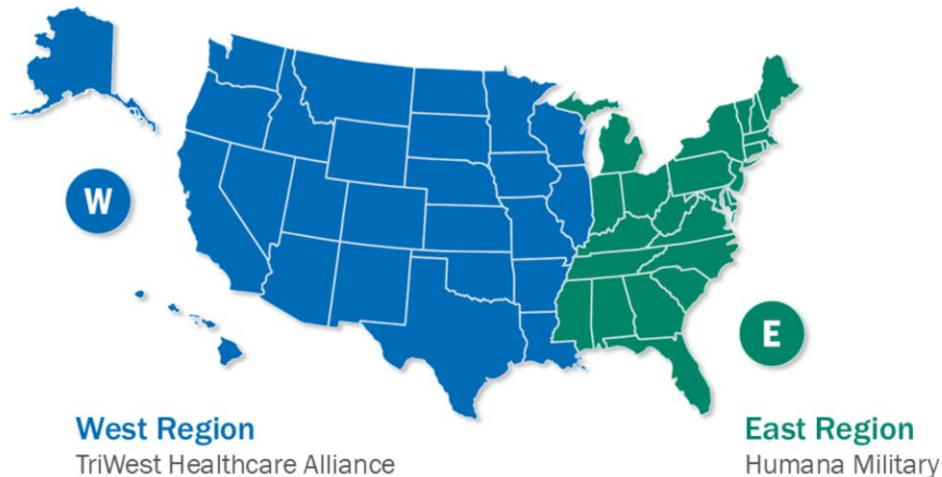 W
E
West Region
TriWest Healthcare Alliance
East Region
Humana Military